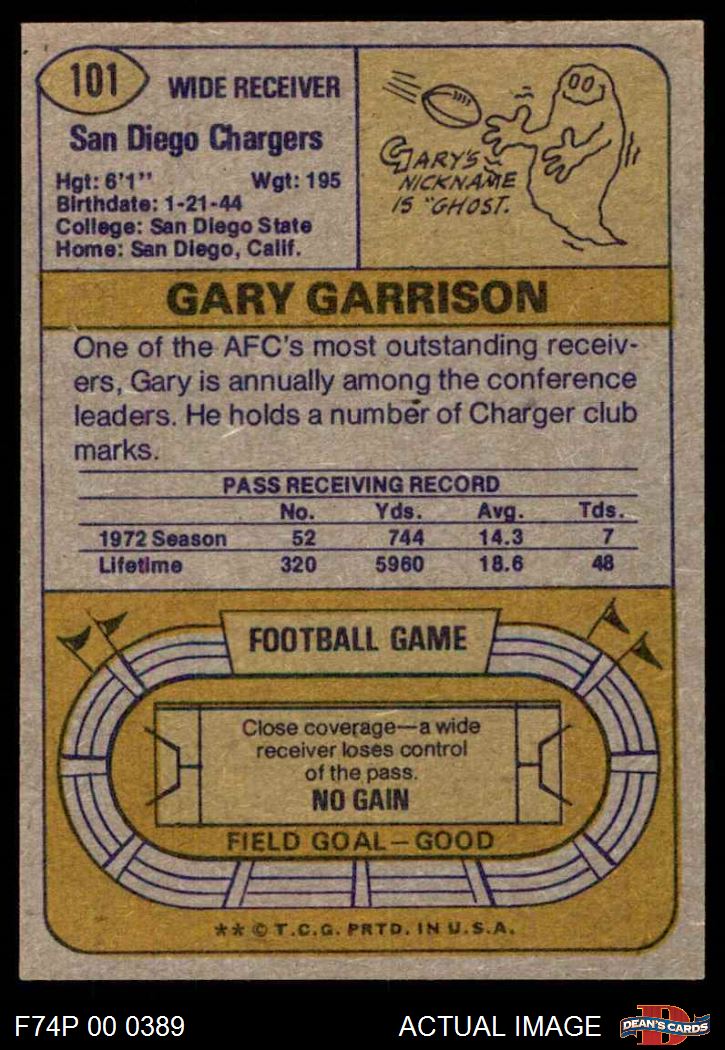 101
WIDE RECEIVER
San Diego Chargers
Hgt: 6'1" Wgt: 195
Birthdate: 1-21-44
College: San Diego State
Home: San Diego, Calif.
GARY'S
NICKNAME
IS "GHOST.
GARY GARRISON
One of the AFC's most outstanding receiv-
ers, Gary is annually among the conference
leaders. He holds a number of Charger club
marks.
PASS RECEIVING RECORD
No. Yds. Avg. Tds.
1972 Season 52 744 14.3 7
Lifetime 320 5960 18.6 48
FOOTBALL GAME
Close coverage—a wide
receiver loses control
of the pass.
NO GAIN
FIELD GOAL—GOOD
** © T.C.G. PRTD. IN U.S.A.
F74P 00 0389 ACTUAL IMAGE
D
DEAN'S CARDS